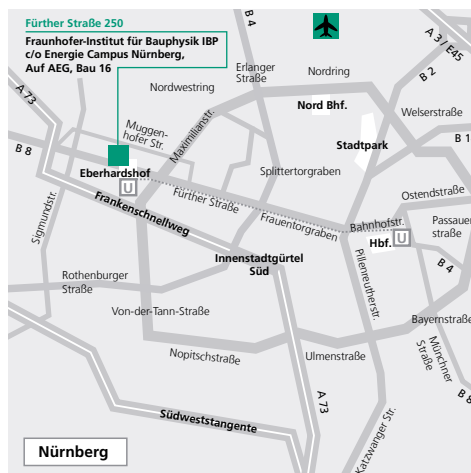 Fürther Straße 250
Fraunhofer-Institut für Bauphysik IBP
c/o Energie Campus Nürnberg,
Auf AEG, Bau 16
B 4
A 3 / E45
A 73
Erlanger
Straße
Nordring
B 2
Nordwestring
Nord Bhf.
Welserstraße
Maximilianstr.
Muggen-
hofer Str.
Stadtpark
B 1
B 8
Eberhardshof
U
Splittertorgraben
Sigmundstr.
Fürther Straße
Ostendstraße
Frankenschnellweg
Frauentorgraben
Bahnhofstr.
Passauer
straße
U
Hbf.
Innenstadtgürtel
Süd
Pillenreutherstr.
B 4
Rothenburger
Straße
Von-der-Tann-Straße
Bayernstraße
Nopitschstraße
Ulmenstraße
Münchner
Straße
A 73
B 8
Südweststangente
Katzwanger Str.
Nürnberg